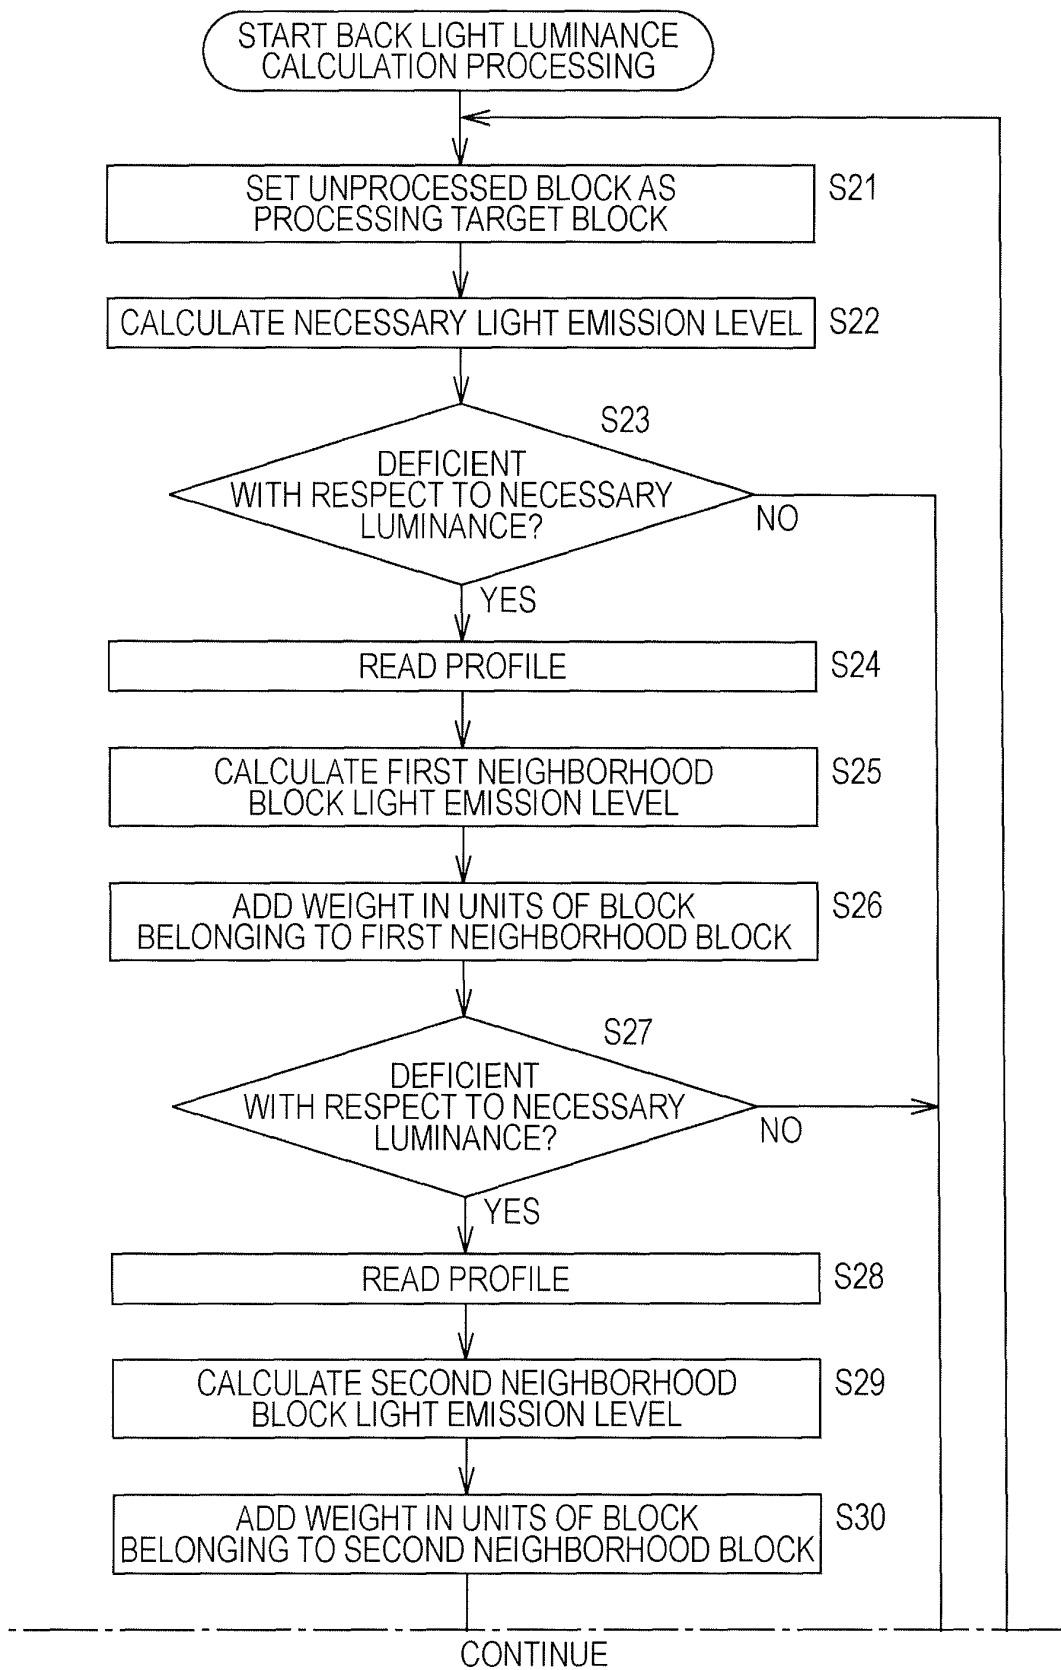 START BACK LIGHT LUMINANCE
CALCULATION PROCESSING
SET UNPROCESSED BLOCK AS
PROCESSING TARGET BLOCK
S21
CALCULATE NECESSARY LIGHT EMISSION LEVEL
S22
S23
DEFICIENT
WITH RESPECT TO NECESSARY
LUMINANCE?
NO
YES
READ PROFILE
S24
CALCULATE FIRST NEIGHBORHOOD
BLOCK LIGHT EMISSION LEVEL
S25
ADD WEIGHT IN UNITS OF BLOCK
BELONGING TO FIRST NEIGHBORHOOD BLOCK
S26
S27
DEFICIENT
WITH RESPECT TO NECESSARY
LUMINANCE?
NO
YES
READ PROFILE
S28
CALCULATE SECOND NEIGHBORHOOD
BLOCK LIGHT EMISSION LEVEL
S29
ADD WEIGHT IN UNITS OF BLOCK
BELONGING TO SECOND NEIGHBORHOOD BLOCK
S30
CONTINUE